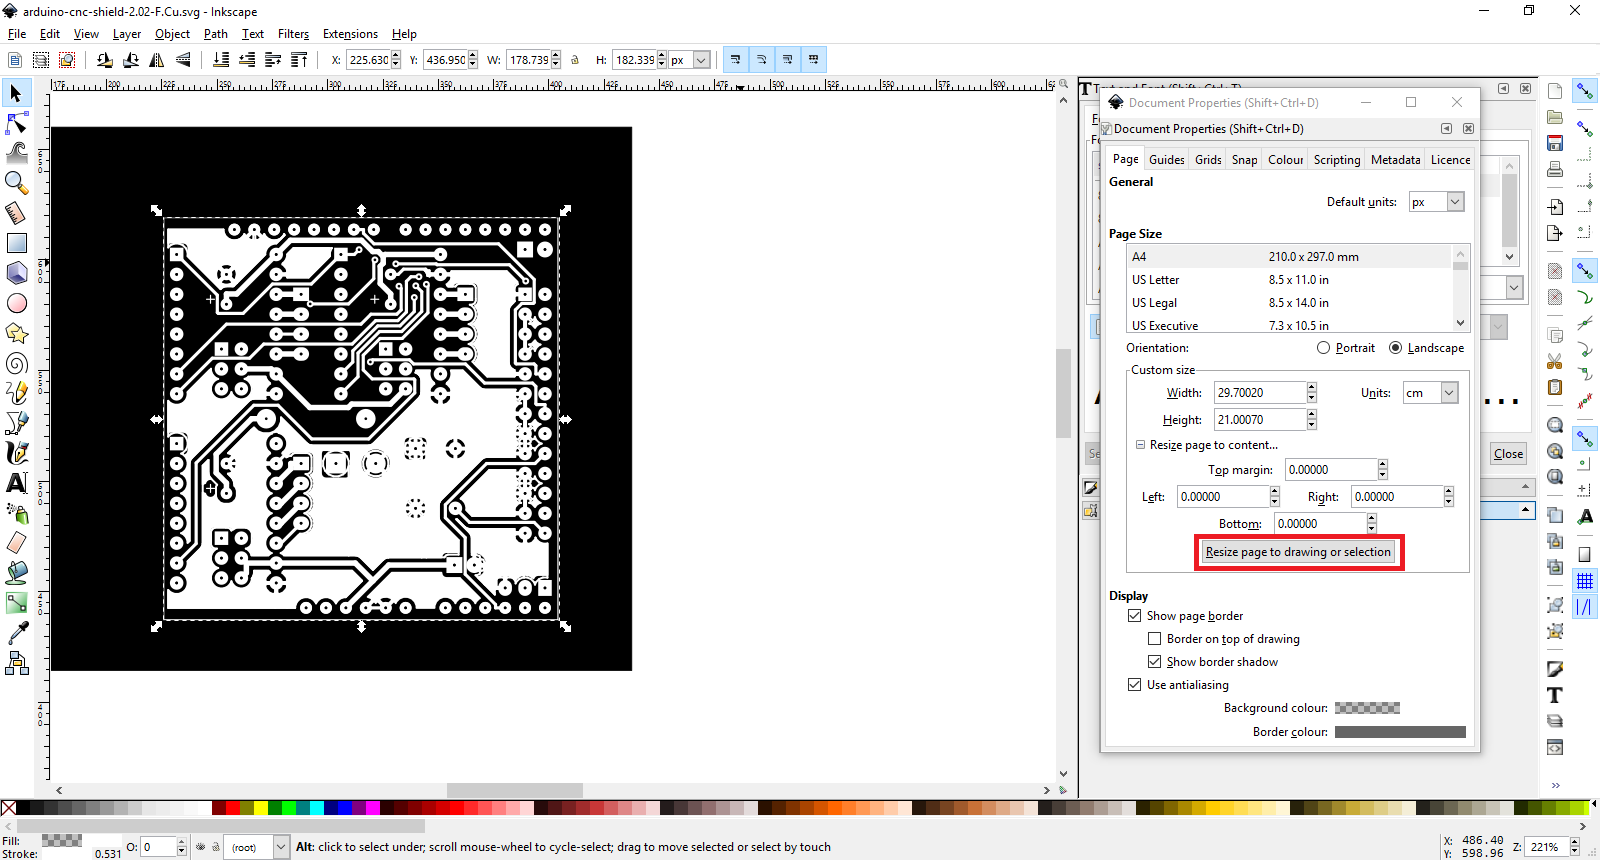 arduino-cnc-shield-2.02-F.Cu.svg - Inkscape
File Edit View Layer Object Path Text Filters Extensions Help
X: 225.630 Y: 436.950 W: 178.739 H: 182.339 px
Document Properties (Shift+Ctrl+D)
Document Properties (Shift+Ctrl+D)
Page Guides Grids Snap Colour Scripting Metadata Licence
General
Default units: px
Page Size
A4 210.0 x 297.0 mm
US Letter 8.5 x 11.0 in
US Legal 8.5 x 14.0 in
US Executive 7.3 x 10.5 in
Orientation: Portrait Landscape
Custom size
Width: 29.70020 Units: cm
Height: 21.00070
Resize page to content...
Top margin: 0.00000
Left: 0.00000 Right: 0.00000
Bottom: 0.00000
Resize page to drawing or selection
Close
Display
Show page border
Border on top of drawing
Show border shadow
Use antialiasing
Background colour:
Border colour:
Fill:
Stroke: 0.531 O: 0 (root) Alt: click to select under; scroll mouse-wheel to cycle-select; drag to move selected or select by touch
X: 486.40
Y: 598.96 Z: 221%